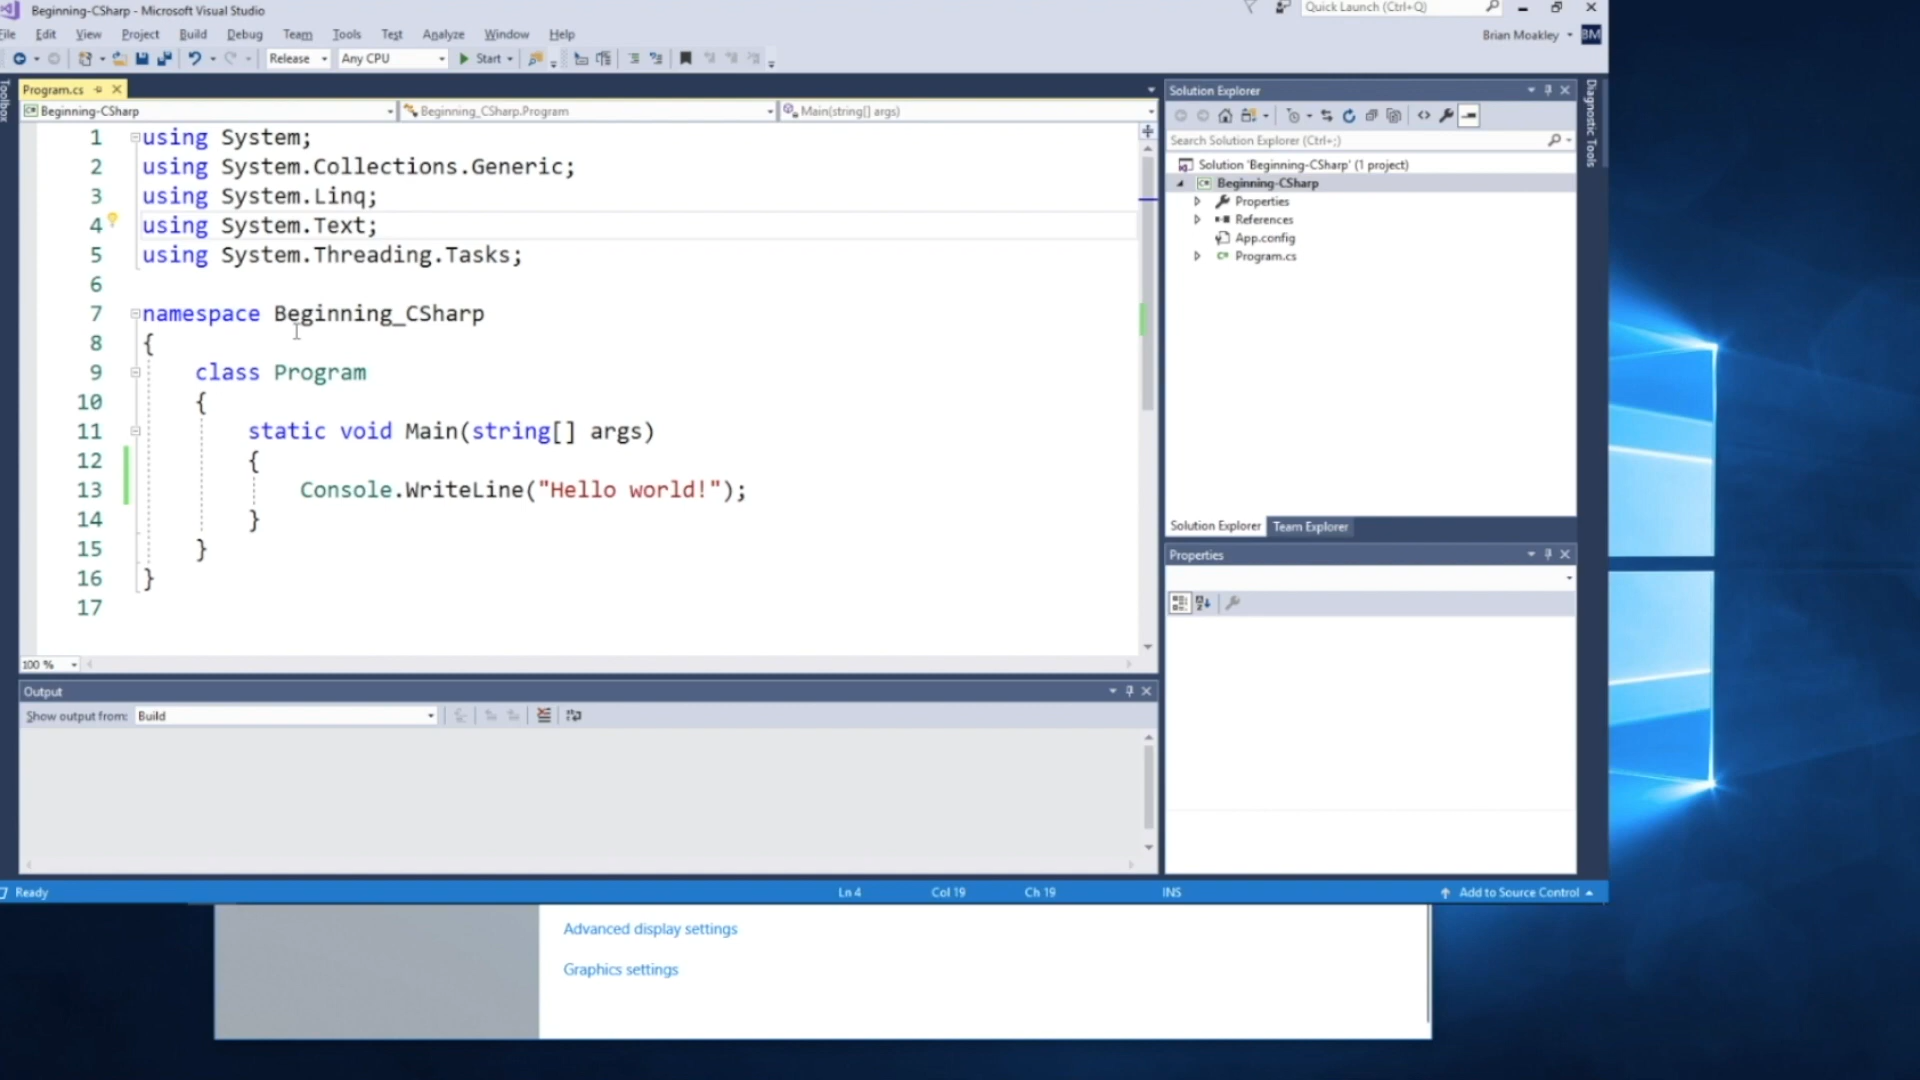 Beginning-CSharp - Microsoft Visual Studio
Quick Launch (Ctrl+Q)
File Edit View Project Build Debug Team Tools Test Analyze Window Help
Brian Moakley BM
Release Any CPU Start
Toolbox
Program.cs
Beginning-CSharp
Beginning_CSharp.Program
Main(string[] args)
1 using System;
2 using System.Collections.Generic;
3 using System.Linq;
4 using System.Text;
5 using System.Threading.Tasks;
6
7 namespace Beginning_CSharp
8 {
9 class Program
10 {
11 static void Main(string[] args)
12 {
13 Console.WriteLine("Hello world!");
14 }
15 }
16 }
17
100 %
Output
Show output from: Build
Solution Explorer
Search Solution Explorer (Ctrl+;)
Solution 'Beginning-CSharp' (1 project)
Beginning-CSharp
Properties
References
App.config
Program.cs
Solution Explorer Team Explorer
Properties
Diagnostic Tools
Ready Ln 4 Col 19 Ch 19 INS Add to Source Control
Advanced display settings
Graphics settings